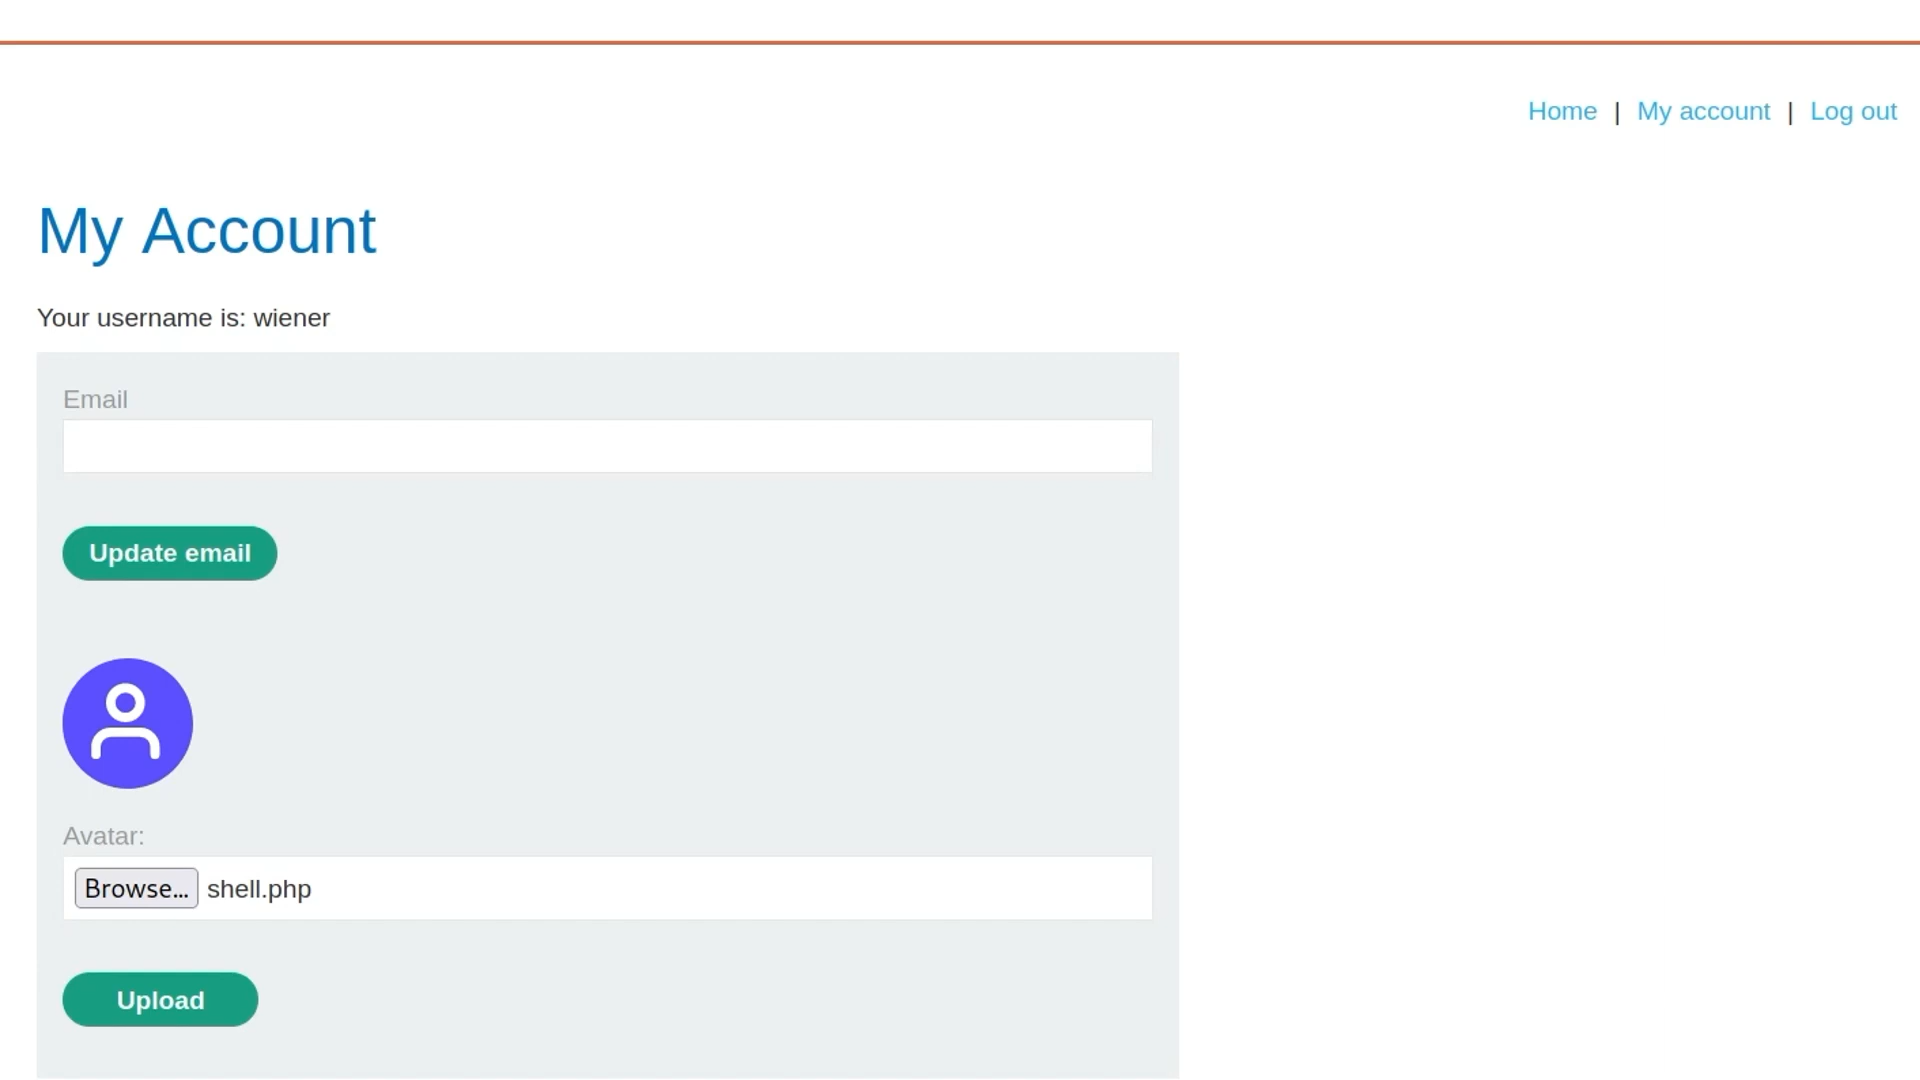 Home | My account | Log out
My Account
Your username is: wiener
Email
Update email
Avatar:
Browse... shell.php
Upload